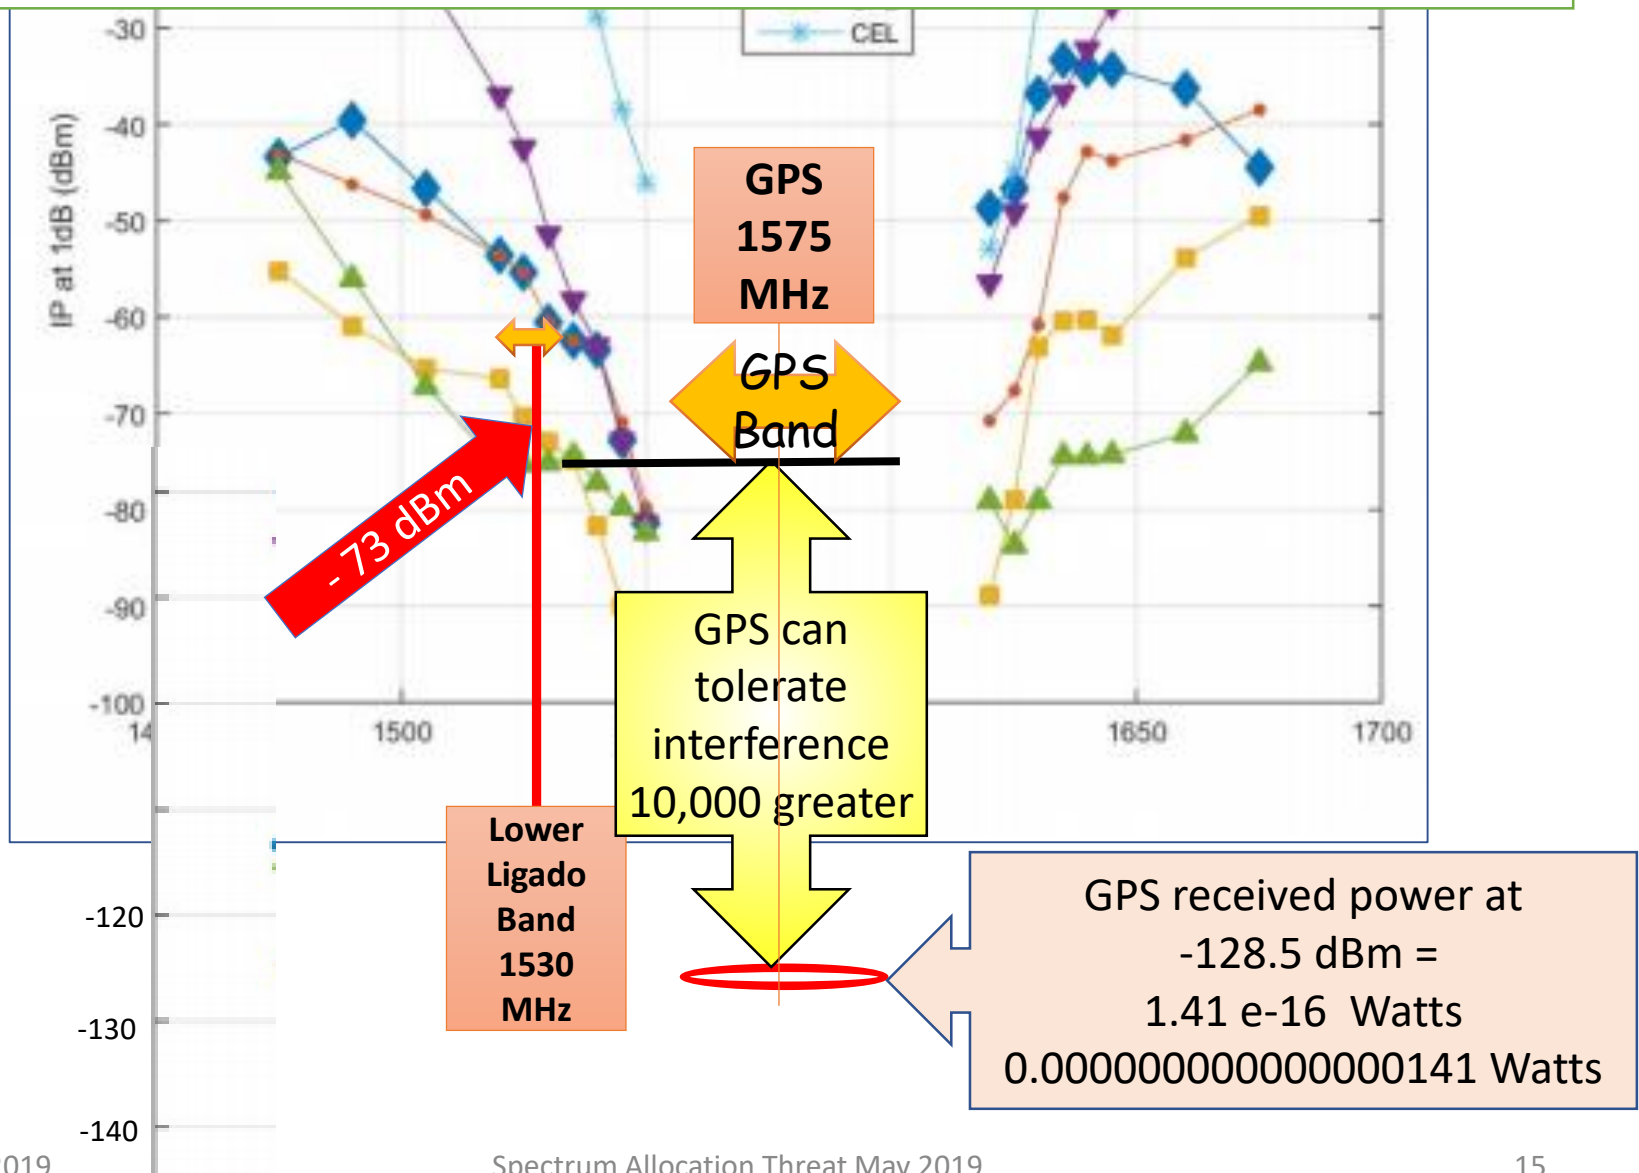 -30
CEL
-40
IP at 1dB (dBm)
-50
-60
-70
-80
-90
-100
GPS
1575
MHz
GPS
Band
- 73 dBm
GPS can
tolerate
interference
10,000 greater
14
1500
1650
1700
Lower
Ligado
Band
1530
MHz
-120
-130
-140
GPS received power at
-128.5 dBm =
1.41 e-16 Watts
0.000000000000000141 Watts
2019
Spectrum Allocation Threat May 2019
15